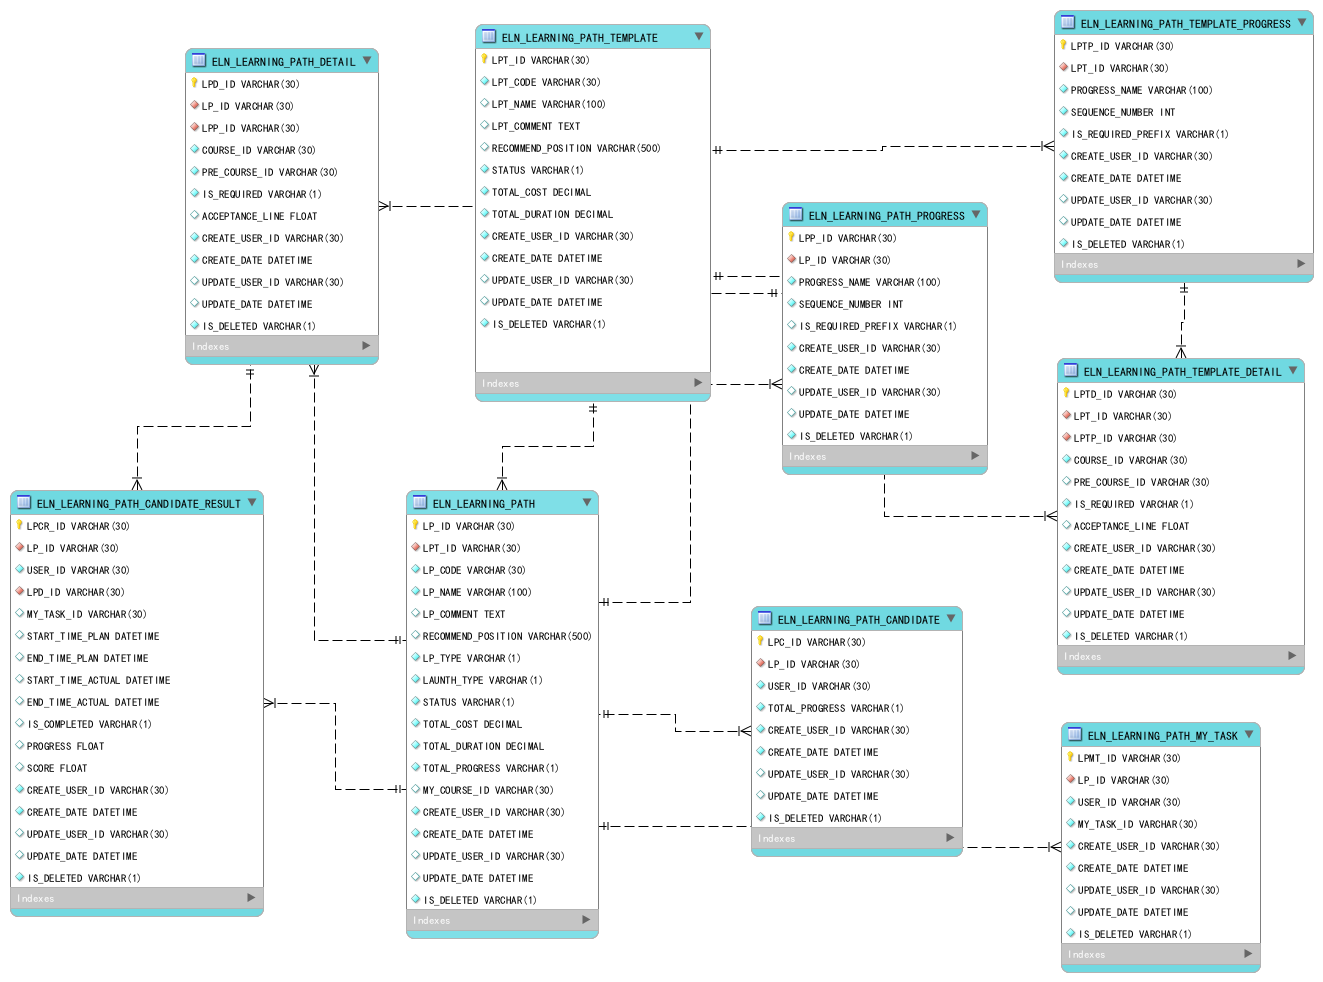 ELN_LEARNING_PATH_DETAIL
LPD_ID VARCHAR(30)
LP_ID VARCHAR(30)
LPP_ID VARCHAR(30)
COURSE_ID VARCHAR(30)
PRE_COURSE_ID VARCHAR(30)
IS_REQUIRED VARCHAR(1)
ACCEPTANCE_LINE FLOAT
CREATE_USER_ID VARCHAR(30)
CREATE_DATE DATETIME
UPDATE_USER_ID VARCHAR(30)
UPDATE_DATE DATETIME
IS_DELETED VARCHAR(1)
Indexes
ELN_LEARNING_PATH_TEMPLATE
LPT_ID VARCHAR(30)
LPT_CODE VARCHAR(30)
LPT_NAME VARCHAR(100)
LPT_COMMENT TEXT
RECOMMEND_POSITION VARCHAR(500)
STATUS VARCHAR(1)
TOTAL_COST DECIMAL
TOTAL_DURATION DECIMAL
CREATE_USER_ID VARCHAR(30)
CREATE_DATE DATETIME
UPDATE_USER_ID VARCHAR(30)
UPDATE_DATE DATETIME
IS_DELETED VARCHAR(1)
Indexes
ELN_LEARNING_PATH_TEMPLATE_PROGRESS
LPTP_ID VARCHAR(30)
LPT_ID VARCHAR(30)
PROGRESS_NAME VARCHAR(100)
SEQUENCE_NUMBER INT
IS_REQUIRED_PREFIX VARCHAR(1)
CREATE_USER_ID VARCHAR(30)
CREATE_DATE DATETIME
UPDATE_USER_ID VARCHAR(30)
UPDATE_DATE DATETIME
IS_DELETED VARCHAR(1)
Indexes
ELN_LEARNING_PATH_PROGRESS
LPP_ID VARCHAR(30)
LP_ID VARCHAR(30)
PROGRESS_NAME VARCHAR(100)
SEQUENCE_NUMBER INT
IS_REQUIRED_PREFIX VARCHAR(1)
CREATE_USER_ID VARCHAR(30)
CREATE_DATE DATETIME
UPDATE_USER_ID VARCHAR(30)
UPDATE_DATE DATETIME
IS_DELETED VARCHAR(1)
Indexes
ELN_LEARNING_PATH_TEMPLATE_DETAIL
LPTD_ID VARCHAR(30)
LPT_ID VARCHAR(30)
LPTP_ID VARCHAR(30)
COURSE_ID VARCHAR(30)
PRE_COURSE_ID VARCHAR(30)
IS_REQUIRED VARCHAR(1)
ACCEPTANCE_LINE FLOAT
CREATE_USER_ID VARCHAR(30)
CREATE_DATE DATETIME
UPDATE_USER_ID VARCHAR(30)
UPDATE_DATE DATETIME
IS_DELETED VARCHAR(1)
Indexes
ELN_LEARNING_PATH_CANDIDATE_RESULT
LPCR_ID VARCHAR(30)
LP_ID VARCHAR(30)
USER_ID VARCHAR(30)
LPD_ID VARCHAR(30)
MY_TASK_ID VARCHAR(30)
START_TIME_PLAN DATETIME
END_TIME_PLAN DATETIME
START_TIME_ACTUAL DATETIME
END_TIME_ACTUAL DATETIME
IS_COMPLETED VARCHAR(1)
PROGRESS FLOAT
SCORE FLOAT
CREATE_USER_ID VARCHAR(30)
CREATE_DATE DATETIME
UPDATE_USER_ID VARCHAR(30)
UPDATE_DATE DATETIME
IS_DELETED VARCHAR(1)
Indexes
ELN_LEARNING_PATH
LP_ID VARCHAR(30)
LPT_ID VARCHAR(30)
LP_CODE VARCHAR(30)
LP_NAME VARCHAR(100)
LP_COMMENT TEXT
RECOMMEND_POSITION VARCHAR(500)
LP_TYPE VARCHAR(1)
LAUNTH_TYPE VARCHAR(1)
STATUS VARCHAR(1)
TOTAL_COST DECIMAL
TOTAL_DURATION DECIMAL
TOTAL_PROGRESS VARCHAR(1)
MY_COURSE_ID VARCHAR(30)
CREATE_USER_ID VARCHAR(30)
CREATE_DATE DATETIME
UPDATE_USER_ID VARCHAR(30)
UPDATE_DATE DATETIME
IS_DELETED VARCHAR(1)
Indexes
ELN_LEARNING_PATH_CANDIDATE
LPC_ID VARCHAR(30)
LP_ID VARCHAR(30)
USER_ID VARCHAR(30)
TOTAL_PROGRESS VARCHAR(1)
CREATE_USER_ID VARCHAR(30)
CREATE_DATE DATETIME
UPDATE_USER_ID VARCHAR(30)
UPDATE_DATE DATETIME
IS_DELETED VARCHAR(1)
Indexes
ELN_LEARNING_PATH_MY_TASK
LPMT_ID VARCHAR(30)
LP_ID VARCHAR(30)
USER_ID VARCHAR(30)
MY_TASK_ID VARCHAR(30)
CREATE_USER_ID VARCHAR(30)
CREATE_DATE DATETIME
UPDATE_USER_ID VARCHAR(30)
UPDATE_DATE DATETIME
IS_DELETED VARCHAR(1)
Indexes